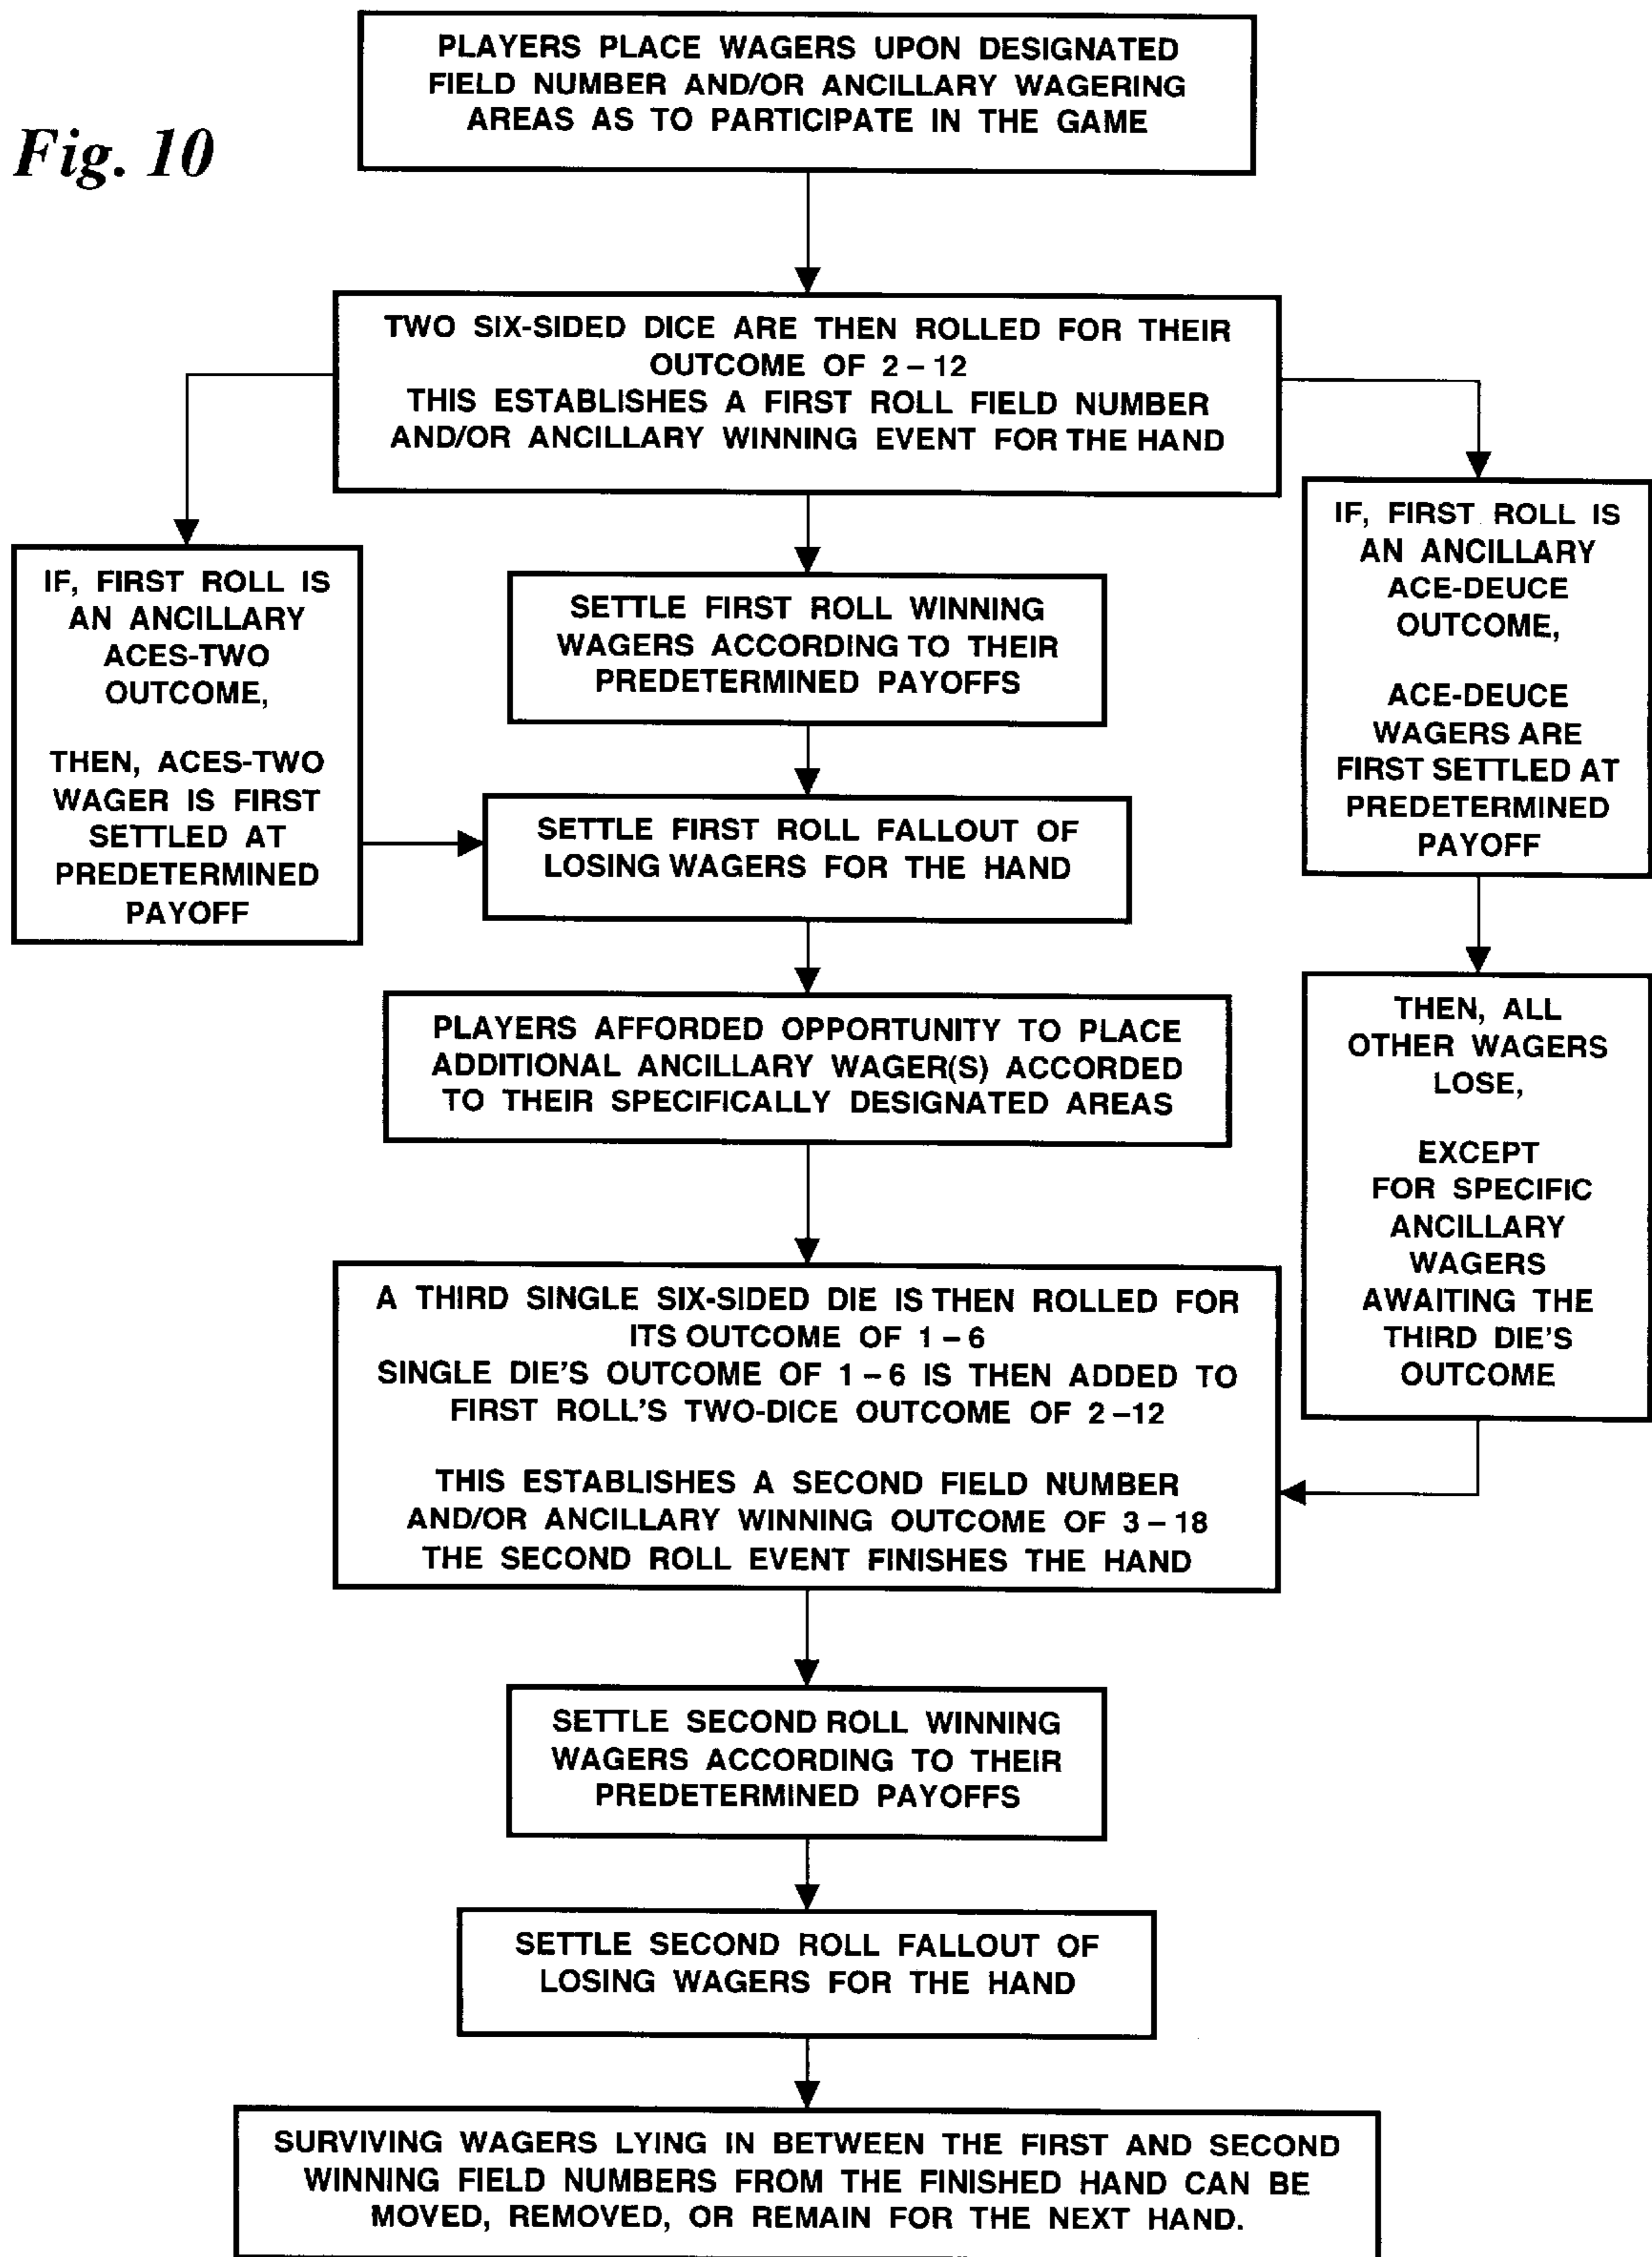 Fig. 10
PLAYERS PLACE WAGERS UPON DESIGNATED
FIELD NUMBER AND/OR ANCILLARY WAGERING
AREAS AS TO PARTICIPATE IN THE GAME
TWO SIX-SIDED DICE ARE THEN ROLLED FOR THEIR
OUTCOME OF 2 – 12
THIS ESTABLISHES A FIRST ROLL FIELD NUMBER
AND/OR ANCILLARY WINNING EVENT FOR THE HAND
IF, FIRST ROLL IS
AN ANCILLARY
ACES-TWO
OUTCOME,
THEN, ACES-TWO
WAGER IS FIRST
SETTLED AT
PREDETERMINED
PAYOFF
SETTLE FIRST ROLL WINNING
WAGERS ACCORDING TO THEIR
PREDETERMINED PAYOFFS
IF, FIRST ROLL IS
AN ANCILLARY
ACE-DEUCE
OUTCOME,
ACE-DEUCE
WAGERS ARE
FIRST SETTLED AT
PREDETERMINED
PAYOFF
SETTLE FIRST ROLL FALLOUT OF
LOSING WAGERS FOR THE HAND
PLAYERS AFFORDED OPPORTUNITY TO PLACE
ADDITIONAL ANCILLARY WAGER(S) ACCORDED
TO THEIR SPECIFICALLY DESIGNATED AREAS
THEN, ALL
OTHER WAGERS
LOSE,
EXCEPT
FOR SPECIFIC
ANCILLARY
WAGERS
AWAITING THE
THIRD DIE'S
OUTCOME
A THIRD SINGLE SIX-SIDED DIE IS THEN ROLLED FOR
ITS OUTCOME OF 1 – 6
SINGLE DIE'S OUTCOME OF 1 – 6 IS THEN ADDED TO
FIRST ROLL'S TWO-DICE OUTCOME OF 2 – 12
THIS ESTABLISHES A SECOND FIELD NUMBER
AND/OR ANCILLARY WINNING OUTCOME OF 3 – 18
THE SECOND ROLL EVENT FINISHES THE HAND
SETTLE SECOND ROLL WINNING
WAGERS ACCORDING TO THEIR
PREDETERMINED PAYOFFS
SETTLE SECOND ROLL FALLOUT OF
LOSING WAGERS FOR THE HAND
SURVIVING WAGERS LYING IN BETWEEN THE FIRST AND SECOND
WINNING FIELD NUMBERS FROM THE FINISHED HAND CAN BE
MOVED, REMOVED, OR REMAIN FOR THE NEXT HAND.